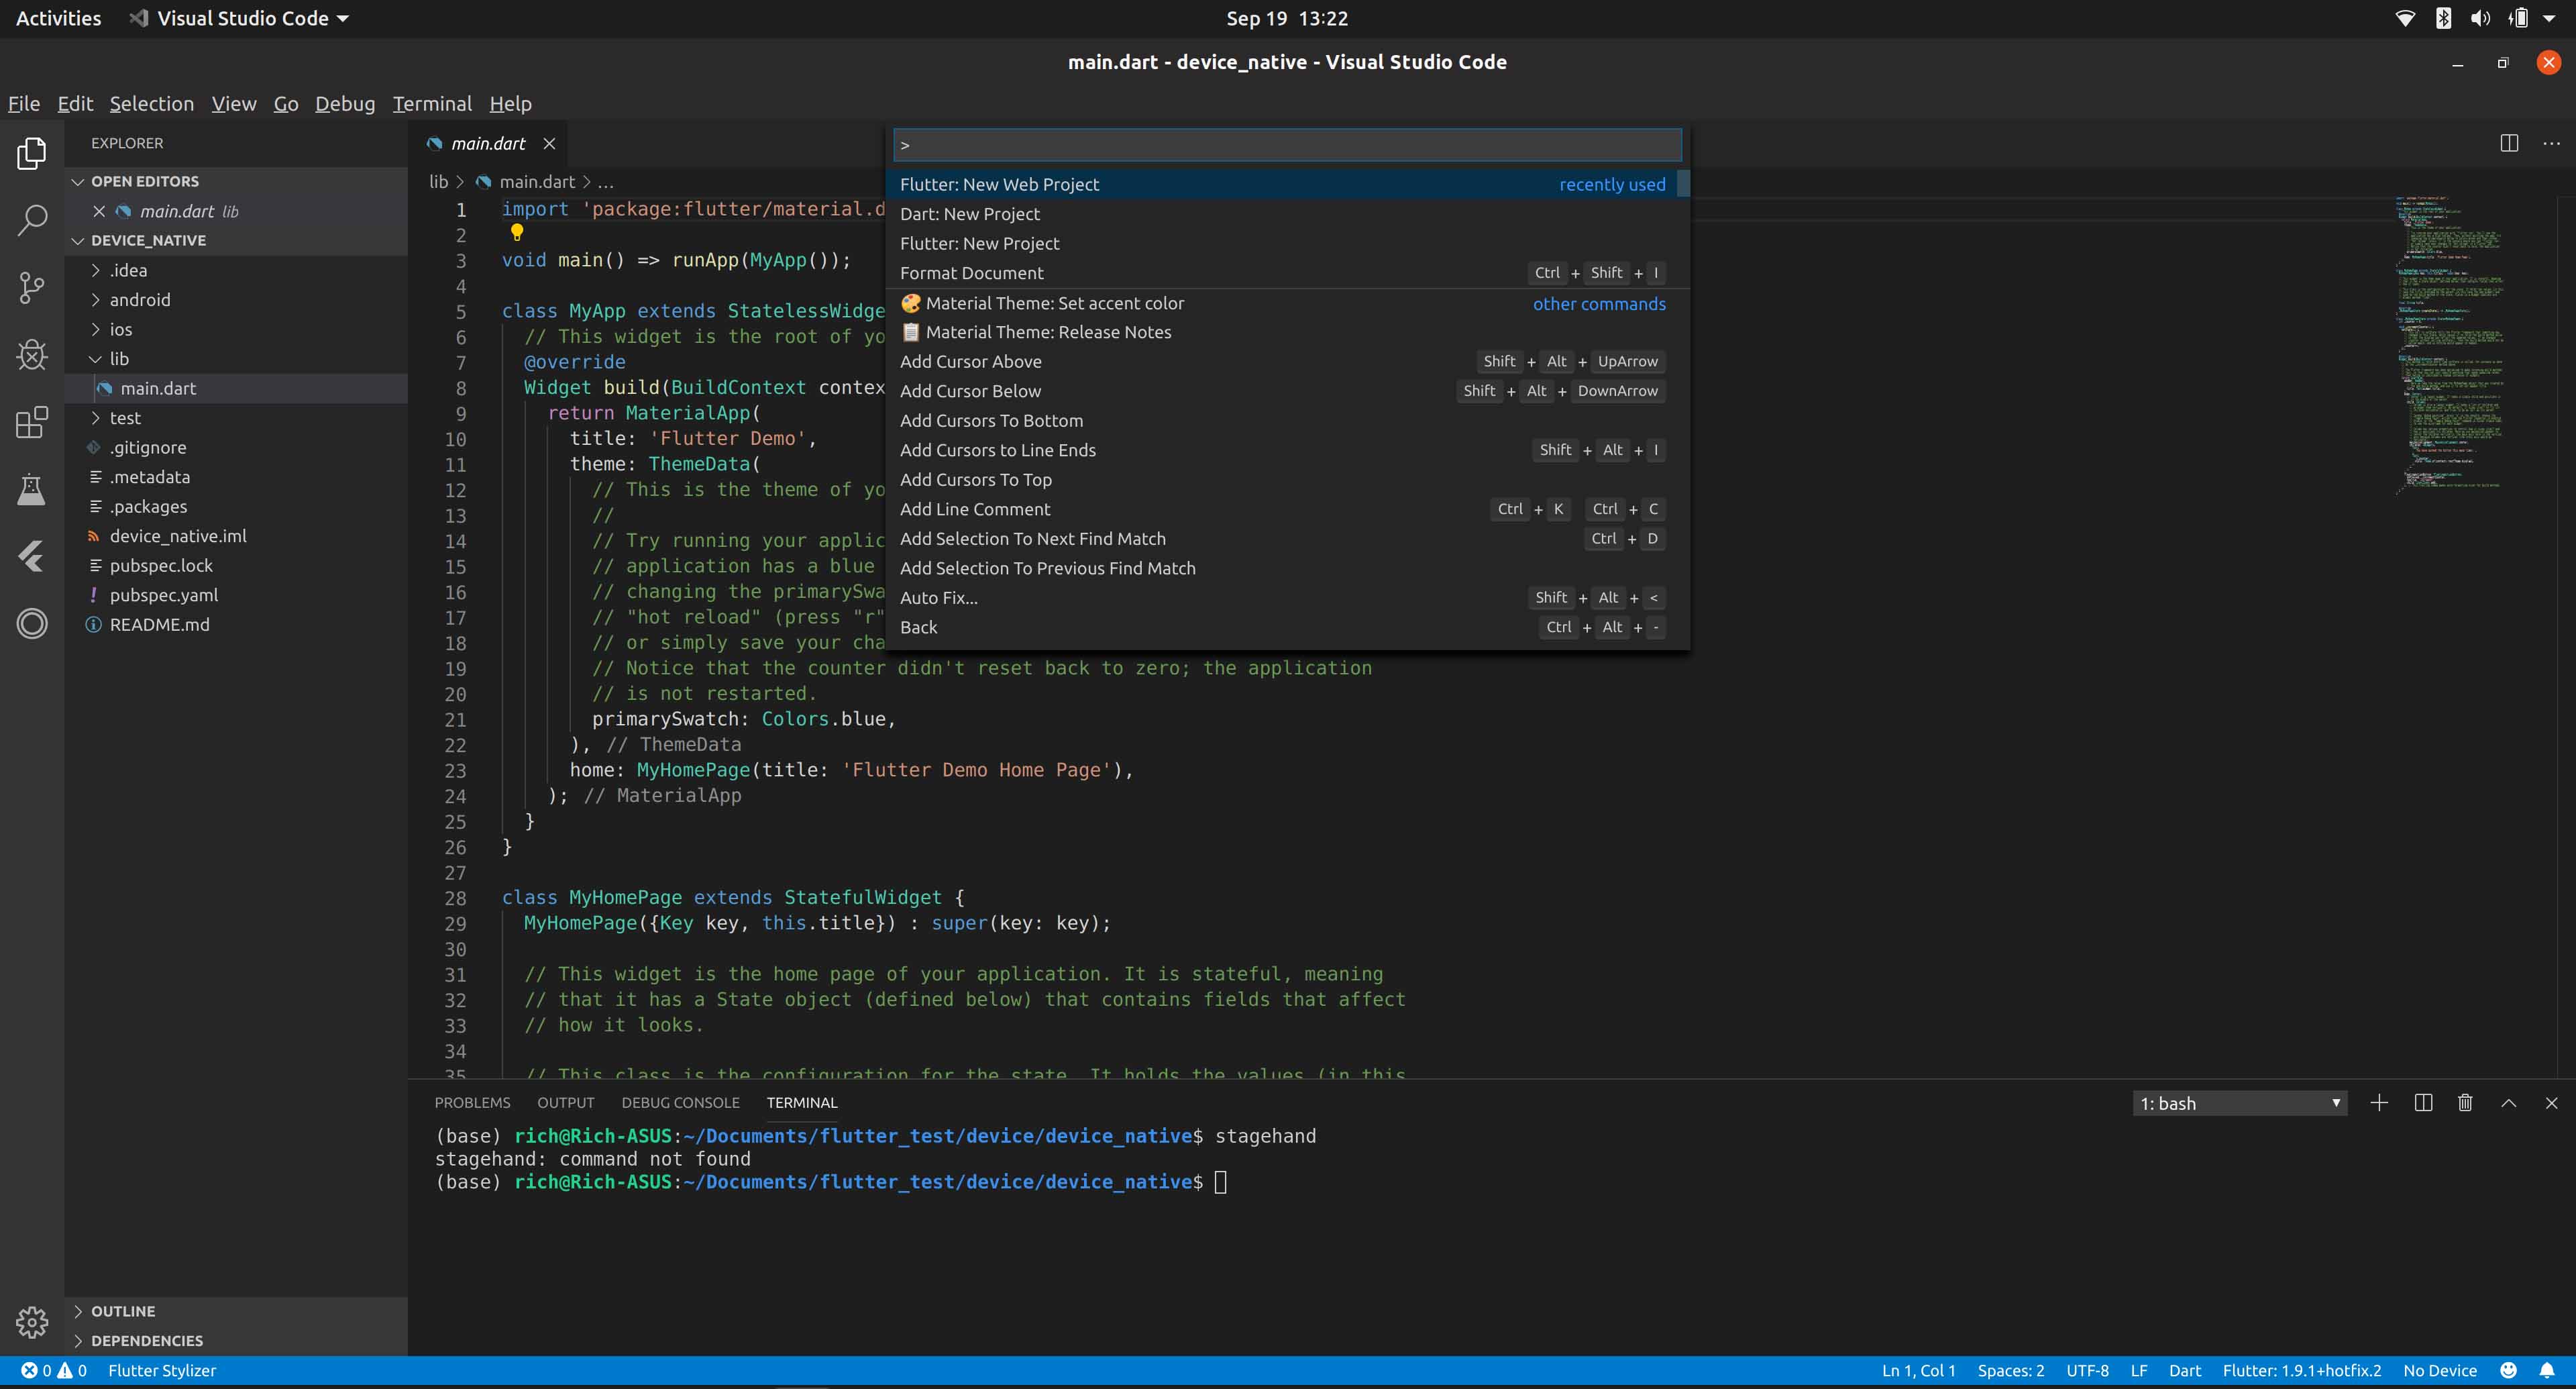 Activities
Visual Studio Code
Sep 19 13:22
main.dart - device_native - Visual Studio Code
File Edit Selection View Go Debug Terminal Help
EXPLORER
OPEN EDITORS
main.dart lib
DEVICE_NATIVE
.idea
android
ios
lib
main.dart
test
.gitignore
.metadata
.packages
device_native.iml
pubspec.lock
pubspec.yaml
README.md
OUTLINE
DEPENDENCIES
main.dart
lib > main.dart > ...
1 import 'package:flutter/material.d
2
3 void main() => runApp(MyApp());
4
5 class MyApp extends StatelessWidge
6 // This widget is the root of yo
7 @override
8 Widget build(BuildContext contex
9 return MaterialApp(
10 title: 'Flutter Demo',
11 theme: ThemeData(
12 // This is the theme of yo
13 //
14 // Try running your applic
15 // application has a blue
16 // changing the primarySwa
17 // "hot reload" (press "r"
18 // or simply save your cha
19 // Notice that the counter didn't reset back to zero; the application
20 // is not restarted.
21 primarySwatch: Colors.blue,
22 ), // ThemeData
23 home: MyHomePage(title: 'Flutter Demo Home Page'),
24 ); // MaterialApp
25 }
26 }
27
28 class MyHomePage extends StatefulWidget {
29 MyHomePage({Key key, this.title}) : super(key: key);
30
31 // This widget is the home page of your application. It is stateful, meaning
32 // that it has a State object (defined below) that contains fields that affect
33 // how it looks.
34
35 // This class is the configuration for the state. It holds the values (in this
>
Flutter: New Web Project recently used
Dart: New Project
Flutter: New Project
Format Document Ctrl + Shift + I
🎨 Material Theme: Set accent color other commands
📋 Material Theme: Release Notes
Add Cursor Above Shift + Alt + UpArrow
Add Cursor Below Shift + Alt + DownArrow
Add Cursors To Bottom
Add Cursors to Line Ends Shift + Alt + I
Add Cursors To Top
Add Line Comment Ctrl + K Ctrl + C
Add Selection To Next Find Match Ctrl + D
Add Selection To Previous Find Match
Auto Fix... Shift + Alt + <
Back Ctrl + Alt + -
PROBLEMS OUTPUT DEBUG CONSOLE TERMINAL
1: bash
(base) rich@Rich-ASUS:~/Documents/flutter_test/device/device_native$ stagehand
stagehand: command not found
(base) rich@Rich-ASUS:~/Documents/flutter_test/device/device_native$
0 0 Flutter Stylizer
Ln 1, Col 1 Spaces: 2 UTF-8 LF Dart Flutter: 1.9.1+hotfix.2 No Device